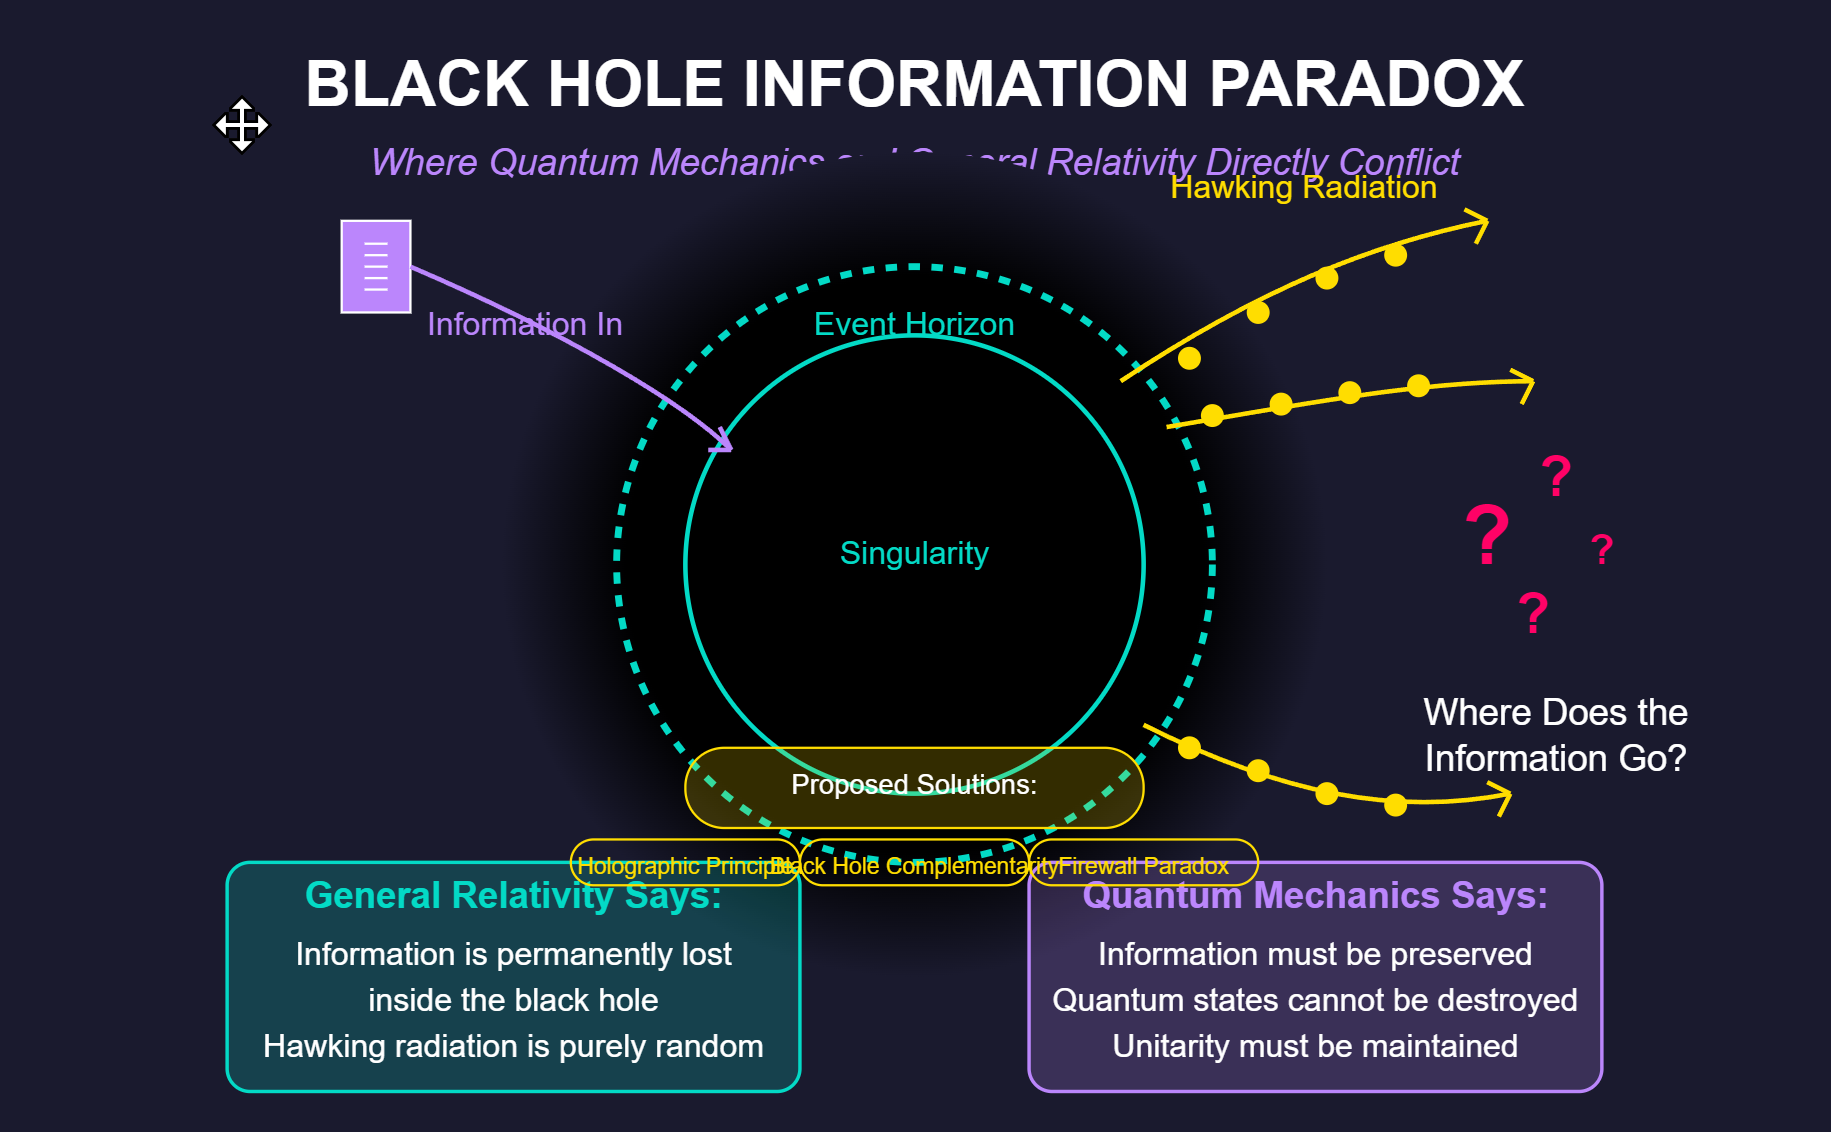 BLACK HOLE INFORMATION PARADOX
Where Quantum Mechanics and General Relativity Directly Conflict
Hawking Radiation
Information In
Event Horizon
?
?
?
Singularity
?
Where Does the
Information Go?
Proposed Solutions:
Holographic Principle
Black Hole Complementarity
Firewall Paradox
General Relativity Says:
Information is permanently lost
inside the black hole
Hawking radiation is purely random
Quantum Mechanics Says:
Information must be preserved
Quantum states cannot be destroyed
Unitarity must be maintained